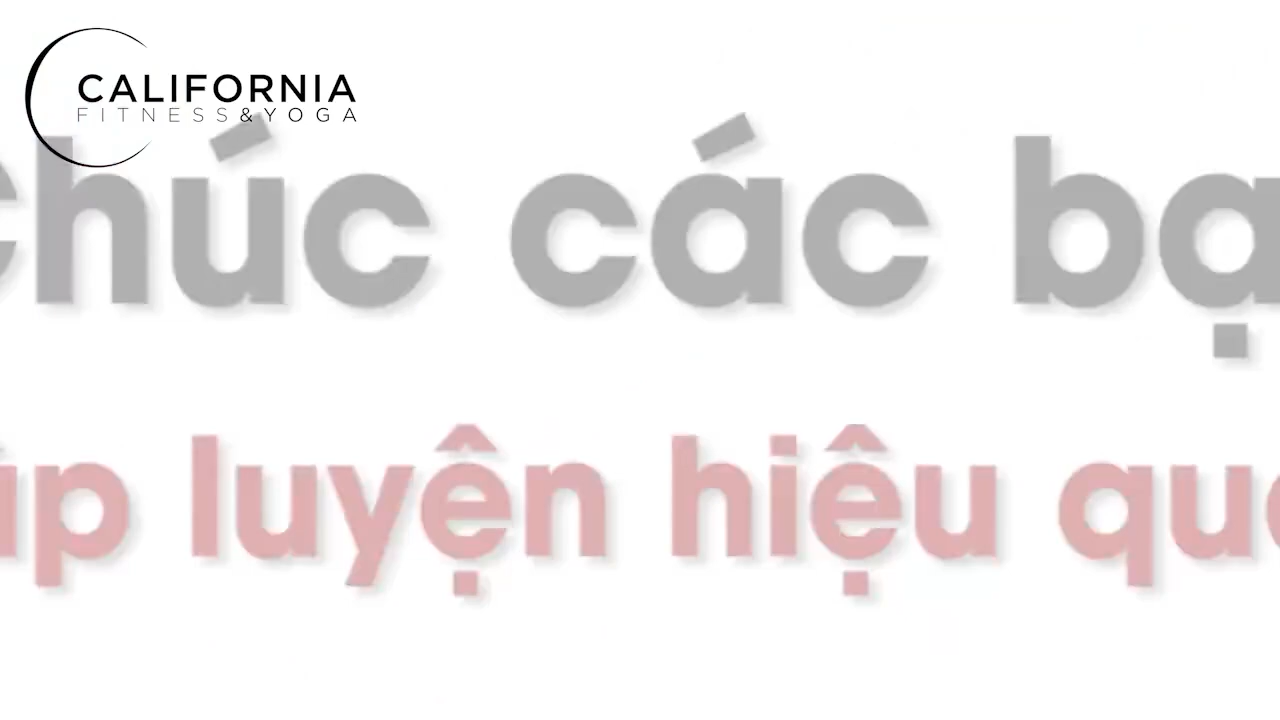 CALIFORNIA
FITNESS&YOGA
Chúc các bạ
ập luyện hiệu qu